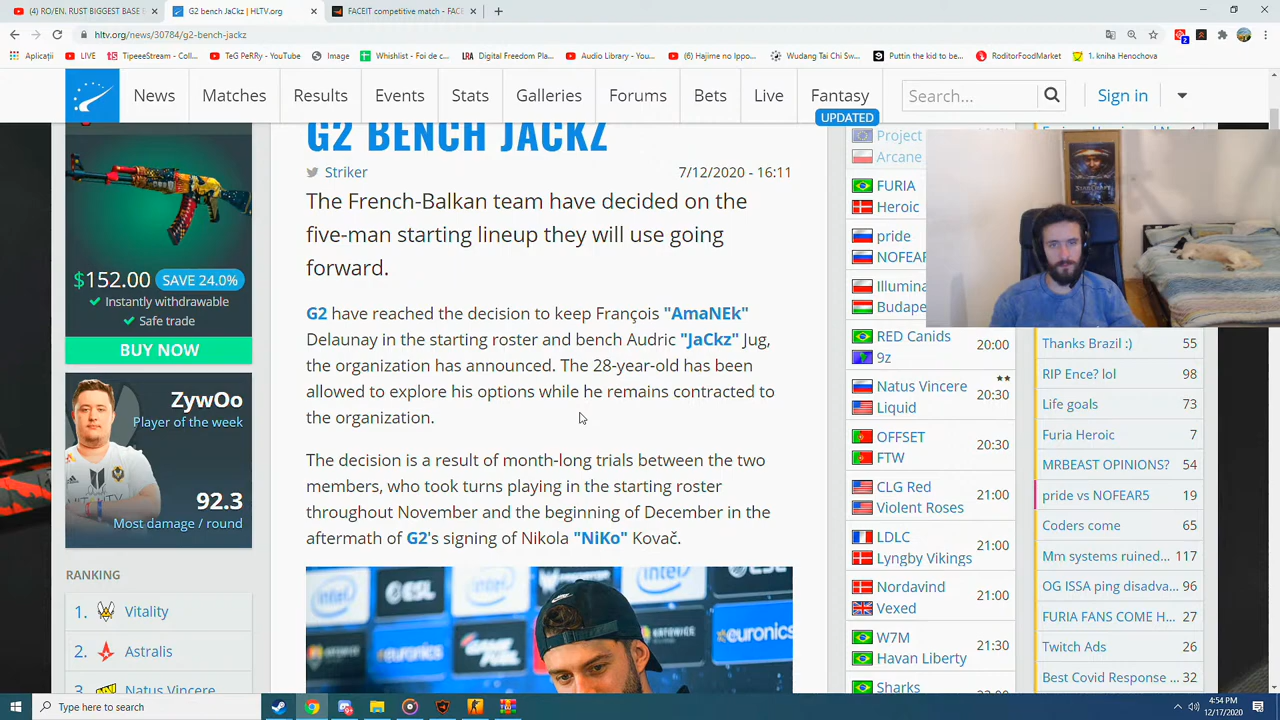 (4) RO/EN. RUST BIGGEST BASE
G2 bench JaCkz | HLTV.org
FACEIT competitive match - FACE
hltv.org/news/30784/g2-bench-jackz
Aplicații
LIVE
TipeeeStream - Coll...
TeG PeRRy - YouTube
Image
Whishlist - Foi de c...
Digital Freedom Pla...
Audio Library - You...
(6) Hajime no Ippo...
Wudang Tai Chi Sw...
Puttin the kid to be...
RoditorFoodMarket
1. kniha Henochova
News
Matches
Results
Events
Stats
Galleries
Forums
Bets
Live
Fantasy
UPDATED
Search...
Sign in
$152.00
SAVE 24.0%
Instantly withdrawable
Safe trade
BUY NOW
ZywOo
Player of the week
92.3
Most damage / round
RANKING
1. Vitality
2. Astralis
3. Natus Vincere
G2 BENCH JACKZ
Striker
7/12/2020 - 16:11
The French-Balkan team have decided on the
five-man starting lineup they will use going
forward.
G2 have reached the decision to keep François "AmaNEk"
Delaunay in the starting roster and bench Audric "JaCkz" Jug,
the organization has announced. The 28-year-old has been
allowed to explore his options while he remains contracted to
the organization.
The decision is a result of month-long trials between the two
members, who took turns playing in the starting roster
throughout November and the beginning of December in the
aftermath of G2's signing of Nikola "NiKo" Kovač.
intel
ESL
intel
euronics
Project
Arcane
FURIA
Heroic
pride
NOFEAR
Illumina
Budape
RED Canids
9z
20:00
Natus Vincere
Liquid
20:30
OFFSET
FTW
20:30
CLG Red
Violent Roses
21:00
LDLC
Lyngby Vikings
21:00
Nordavind
Vexed
21:00
W7M
Havan Liberty
21:30
Sharks
Thanks Brazil :) 55
RIP Ence? lol 98
Life goals 73
Furia Heroic 7
MRBEAST OPINIONS? 54
pride vs NOFEAR5 19
Coders come 65
Mm systems ruined... 117
OG ISSA ping disadva... 96
FURIA FANS COME H... 27
Twitch Ads 26
Best Covid Response ... 32
Type here to search
4:54 PM
12/17/2020